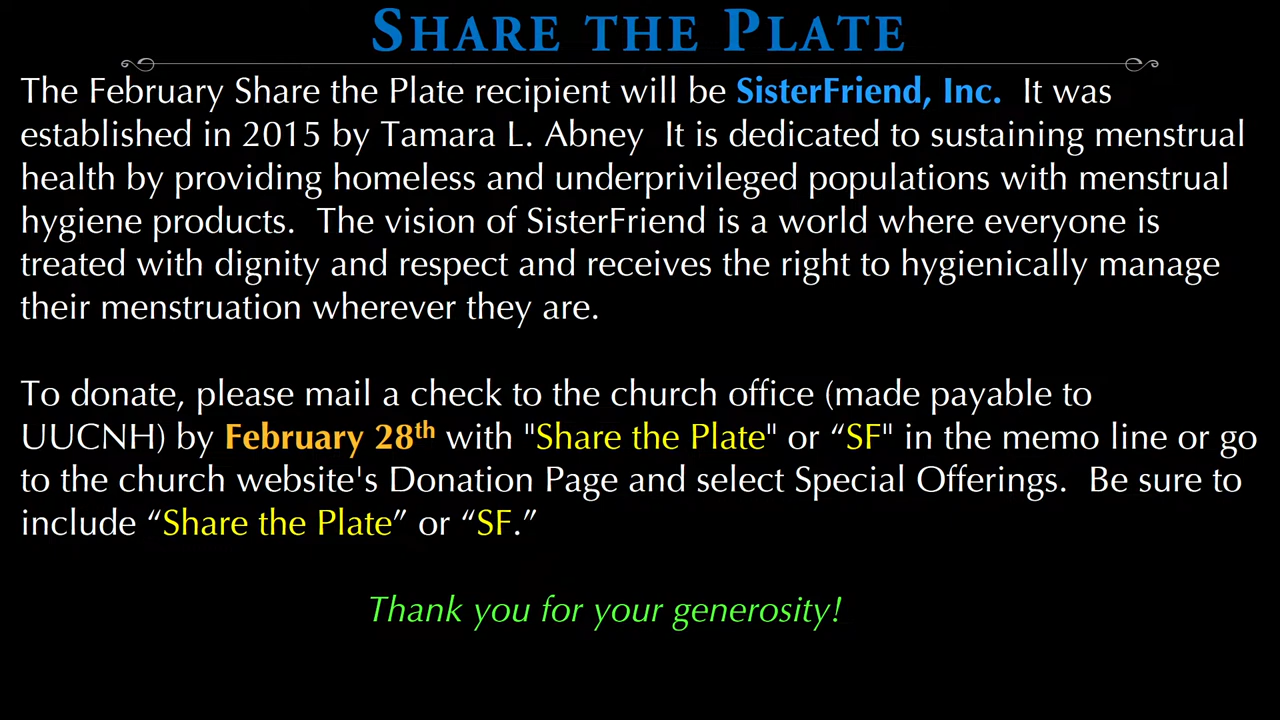 SHARE THE PLATE
The February Share the Plate recipient will be SisterFriend, Inc.  It was
established in 2015 by Tamara L. Abney  It is dedicated to sustaining menstrual
health by providing homeless and underprivileged populations with menstrual
hygiene products.  The vision of SisterFriend is a world where everyone is
treated with dignity and respect and receives the right to hygienically manage
their menstruation wherever they are.
To donate, please mail a check to the church office (made payable to
UUCNH) by February 28th with "Share the Plate" or “SF" in the memo line or go
to the church website's Donation Page and select Special Offerings.  Be sure to
include “Share the Plate” or “SF.”
Thank you for your generosity!